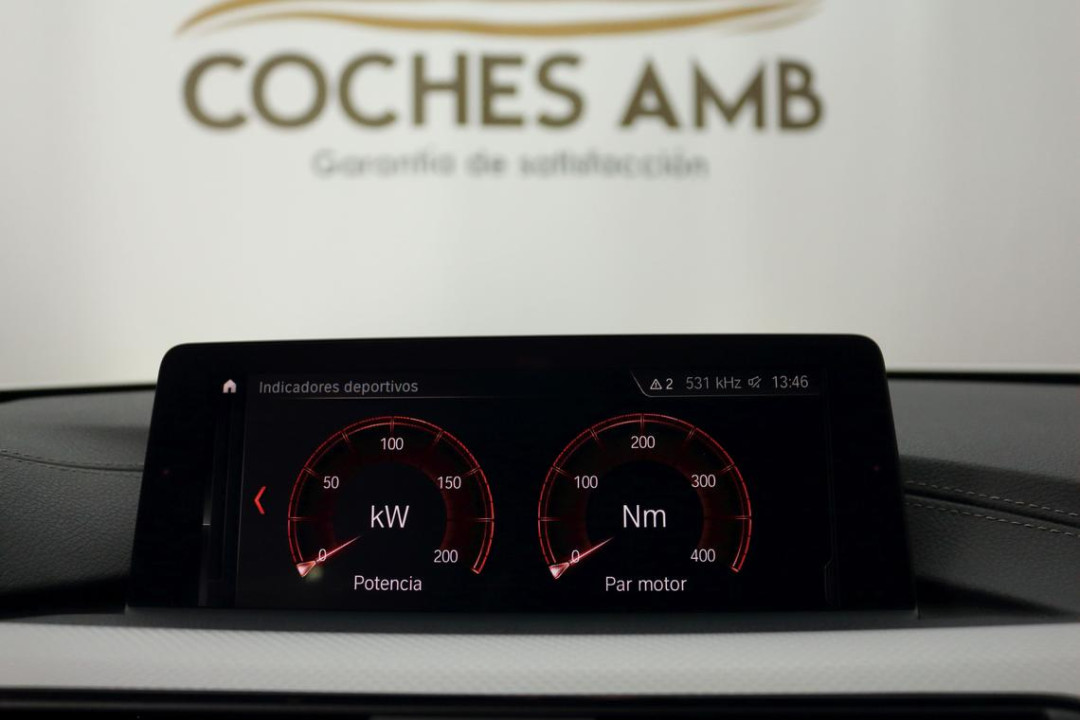 COCHES AMB
Garantía de satisfacción
Indicadores deportivos
2 531 kHz 13:46
100
50
150
0
200
kW
Potencia
200
100
300
0
400
Nm
Par motor